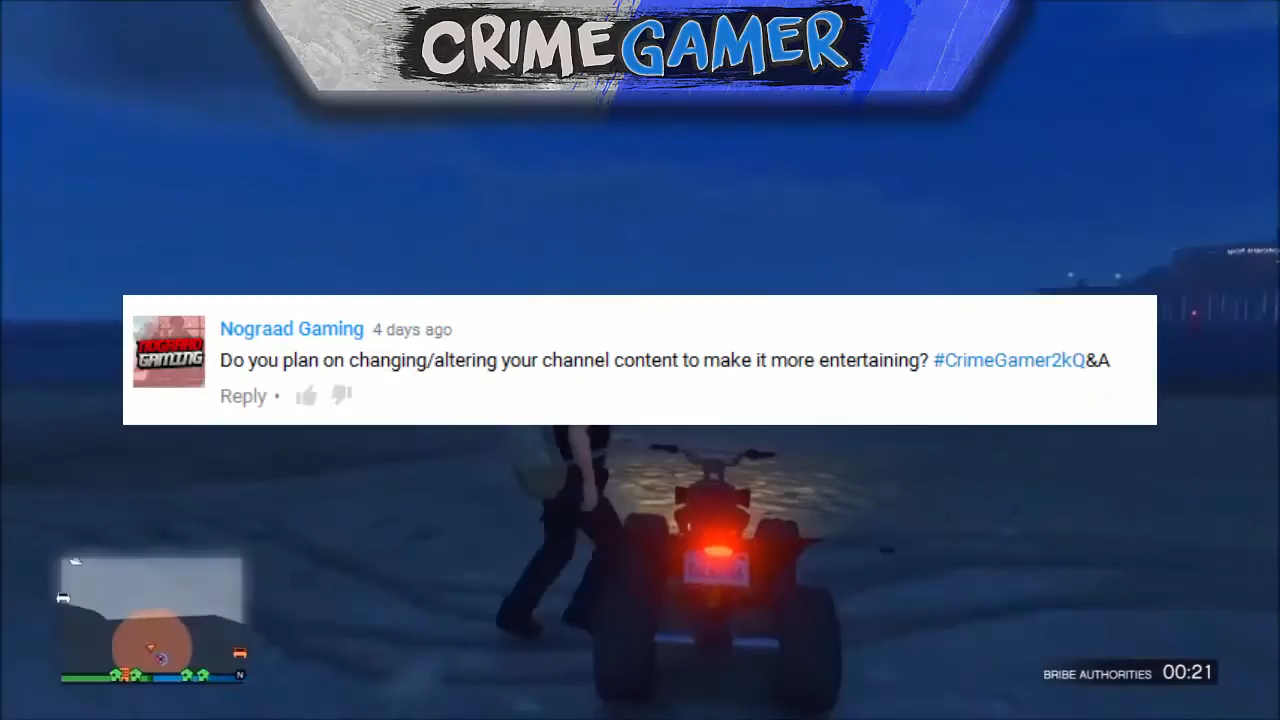 CRIMEGAMER
Nograad Gaming 4 days ago
NOGRAAD
GAMING
Do you plan on changing/altering your channel content to make it more entertaining? #CrimeGamer2kQ&A
Reply •
N
BRIBE AUTHORITIES 00:21